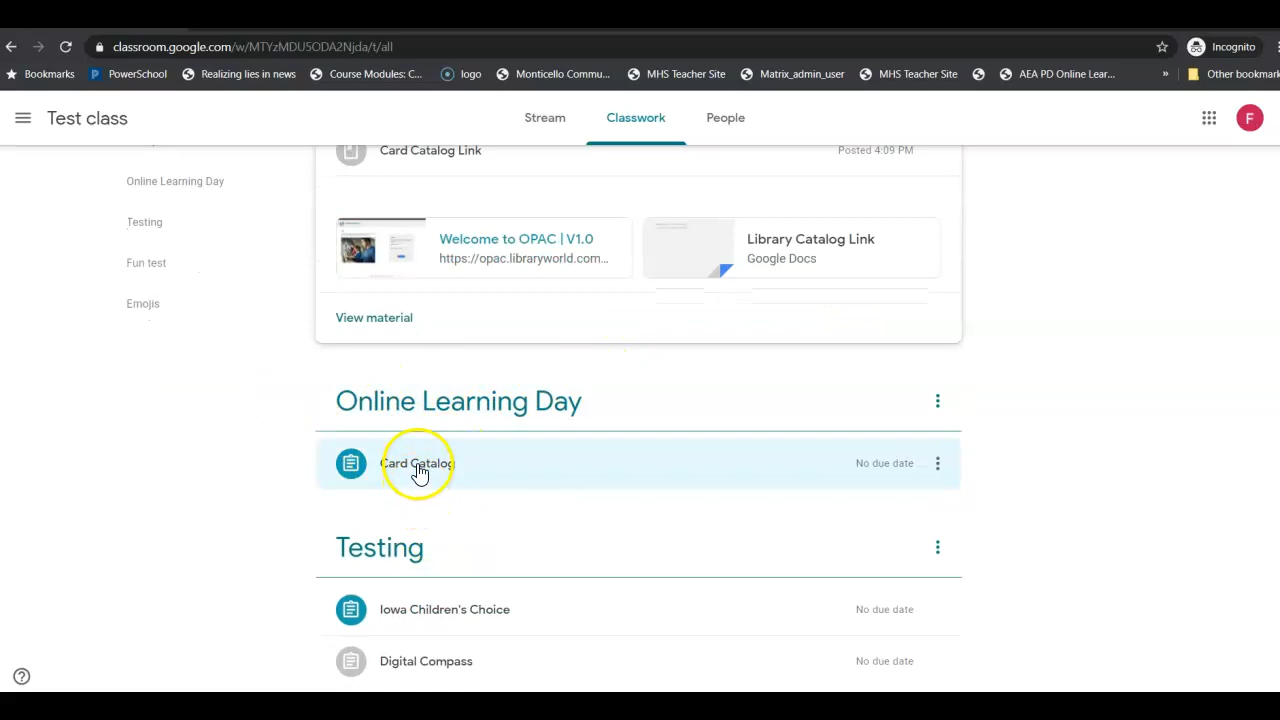 classroom.google.com/w/MTYzMDU5ODA2Njda/t/all
Incognito
Bookmarks
PowerSchool
Realizing lies in news
Course Modules: C...
logo
Monticello Commu...
MHS Teacher Site
Matrix_admin_user
MHS Teacher Site
AEA PD Online Lear...
»
Other bookmark
Test class
Stream
Classwork
People
F
Card Catalog Link
Posted 4:09 PM
Online Learning Day
Testing
Fun test
Emojis
Welcome to OPAC | V1.0
https://opac.libraryworld.com...
Library Catalog Link
Google Docs
View material
Online Learning Day
Card Catalog
No due date
Testing
Iowa Children's Choice
No due date
Digital Compass
No due date